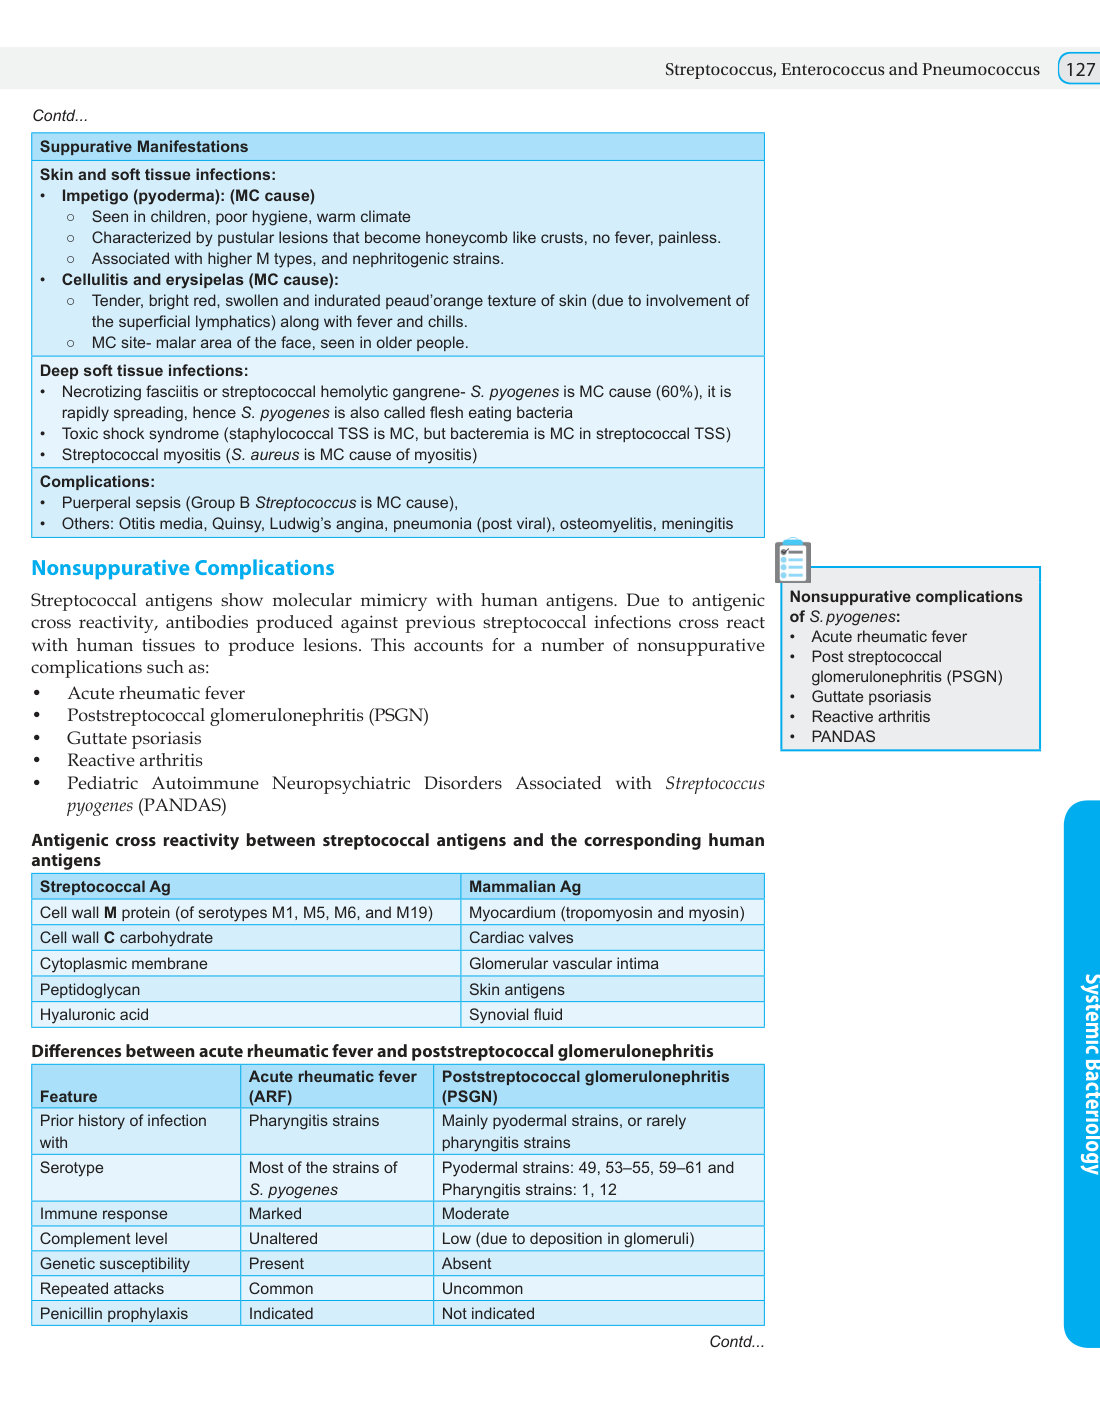 Streptococcus, Enterococcus and Pneumococcus 127
Contd...
Suppurative Manifestations
Skin and soft tissue infections:
• Impetigo (pyoderma): (MC cause)
○ Seen in children, poor hygiene, warm climate
○ Characterized by pustular lesions that become honeycomb like crusts, no fever, painless.
○ Associated with higher M types, and nephritogenic strains.
• Cellulitis and erysipelas (MC cause):
○ Tender, bright red, swollen and indurated peaud’orange texture of skin (due to involvement of
the superficial lymphatics) along with fever and chills.
○ MC site- malar area of the face, seen in older people.
Deep soft tissue infections:
• Necrotizing fasciitis or streptococcal hemolytic gangrene- S. pyogenes is MC cause (60%), it is
rapidly spreading, hence S. pyogenes is also called flesh eating bacteria
• Toxic shock syndrome (staphylococcal TSS is MC, but bacteremia is MC in streptococcal TSS)
• Streptococcal myositis (S. aureus is MC cause of myositis)
Complications:
• Puerperal sepsis (Group B Streptococcus is MC cause),
• Others: Otitis media, Quinsy, Ludwig’s angina, pneumonia (post viral), osteomyelitis, meningitis
Nonsuppurative Complications
Streptococcal antigens show molecular mimicry with human antigens. Due to antigenic
cross reactivity, antibodies produced against previous streptococcal infections cross react
with human tissues to produce lesions. This accounts for a number of nonsuppurative
complications such as:
• Acute rheumatic fever
• Poststreptococcal glomerulonephritis (PSGN)
• Guttate psoriasis
• Reactive arthritis
• Pediatric Autoimmune Neuropsychiatric Disorders Associated with Streptococcus
pyogenes (PANDAS)
Nonsuppurative complications
of S. pyogenes:
• Acute rheumatic fever
• Post streptococcal
glomerulonephritis (PSGN)
• Guttate psoriasis
• Reactive arthritis
• PANDAS
Antigenic cross reactivity between streptococcal antigens and the corresponding human
antigens
Streptococcal Ag Mammalian Ag
Cell wall M protein (of serotypes M1, M5, M6, and M19) Myocardium (tropomyosin and myosin)
Cell wall C carbohydrate Cardiac valves
Cytoplasmic membrane Glomerular vascular intima
Peptidoglycan Skin antigens
Hyaluronic acid Synovial fluid
Differences between acute rheumatic fever and poststreptococcal glomerulonephritis
Acute rheumatic fever Poststreptococcal glomerulonephritis
Feature (ARF) (PSGN)
Prior history of infection Pharyngitis strains Mainly pyodermal strains, or rarely
with pharyngitis strains
Serotype Most of the strains of Pyodermal strains: 49, 53–55, 59–61 and
S. pyogenes Pharyngitis strains: 1, 12
Immune response Marked Moderate
Complement level Unaltered Low (due to deposition in glomeruli)
Genetic susceptibility Present Absent
Repeated attacks Common Uncommon
Penicillin prophylaxis Indicated Not indicated
Contd...
Systemic Bacteriology